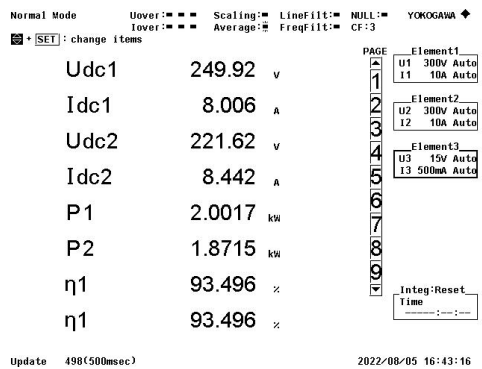 Normal Mode Uover: Scaling: LineFilt: NULL: YOKOGAWA
Iover: Average: FreqFilt: CF:3
+ SET : change items
PAGE
Udc1 249.92 V
Idc1 8.006 A
Udc2 221.62 V
Idc2 8.442 A
P1 2.0017 kW
P2 1.8715 kW
η1 93.496 %
η1 93.496 %
1
2
3
4
5
6
7
8
9
Element1
U1 300V Auto
I1 10A Auto
Element2
U2 300V Auto
I2 10A Auto
Element3
U3 15V Auto
I3 500mA Auto
Integ:Reset
Time
-----:--:--
Update 498(500msec) 2022/08/05 16:43:16